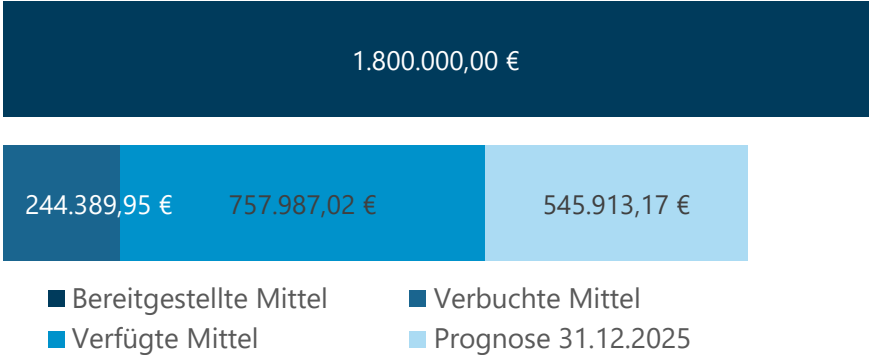 1.800.000,00 €
244.389,95 € 757.987,02 € 545.913,17 €
Bereitgestellte Mittel Verbuchte Mittel
Verfügte Mittel Prognose 31.12.2025